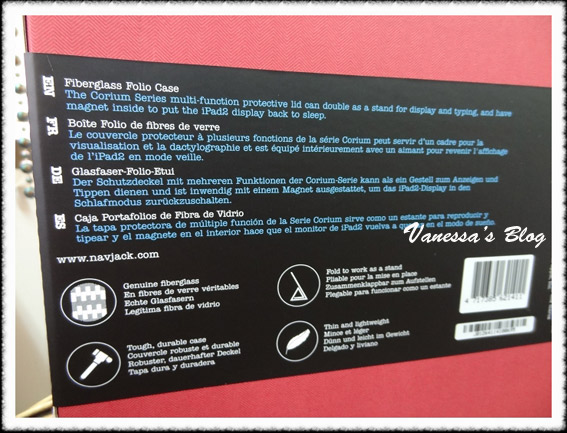 EN
Fiberglass Folio Case
The Corium Series multi-function protective lid can double as a stand for display and typing, and have
magnet inside to put the iPad2 display back to sleep.
FR
Boîte Folio de fibres de verre
Le couvercle protecteur à plusieurs fonctions de la série Corium peut servir d'un cadre pour la
visualisation et la dactylographie et est équipé intérieurement avec un aimant pour revenir l'affichage
de l'iPad2 en mode veille.
DE
Glasfaser-Folio-Etui
Der Schutzdeckel mit mehreren Funktionen der Corium-Serie kann als ein Gestell zum Anzeigen und
Tippen dienen und ist inwendig mit einem Magnet ausgestattet, um das iPad2-Display in den
Schlafmodus zurückzuschalten.
ES
Caja Portafolios de Fibra de Vidrio
La tapa protectora de múltiple función de la Serie Corium sirve como un estante para reproducir y
tipear y el magnete en el interior hace que el monitor de iPad2 vuelva a en el modo de sueño.
Vanessa's Blog
www.navjack.com
Genuine fiberglass
En fibres de verre véritables
Echte Glasfasern
Legítima fibra de vidrio
Fold to work as a stand
Pliable pour la mise en place
Zusammenklappbar zum Aufstellen
Plegable para funcionar como un estante
Tough, durable case
Couvercle robuste et durable
Robuster, dauerhafter Deckel
Tapa dura y duradera
Thin and lightweight
Mince et léger
Dünn und leicht im Gewicht
Delgado y liviano